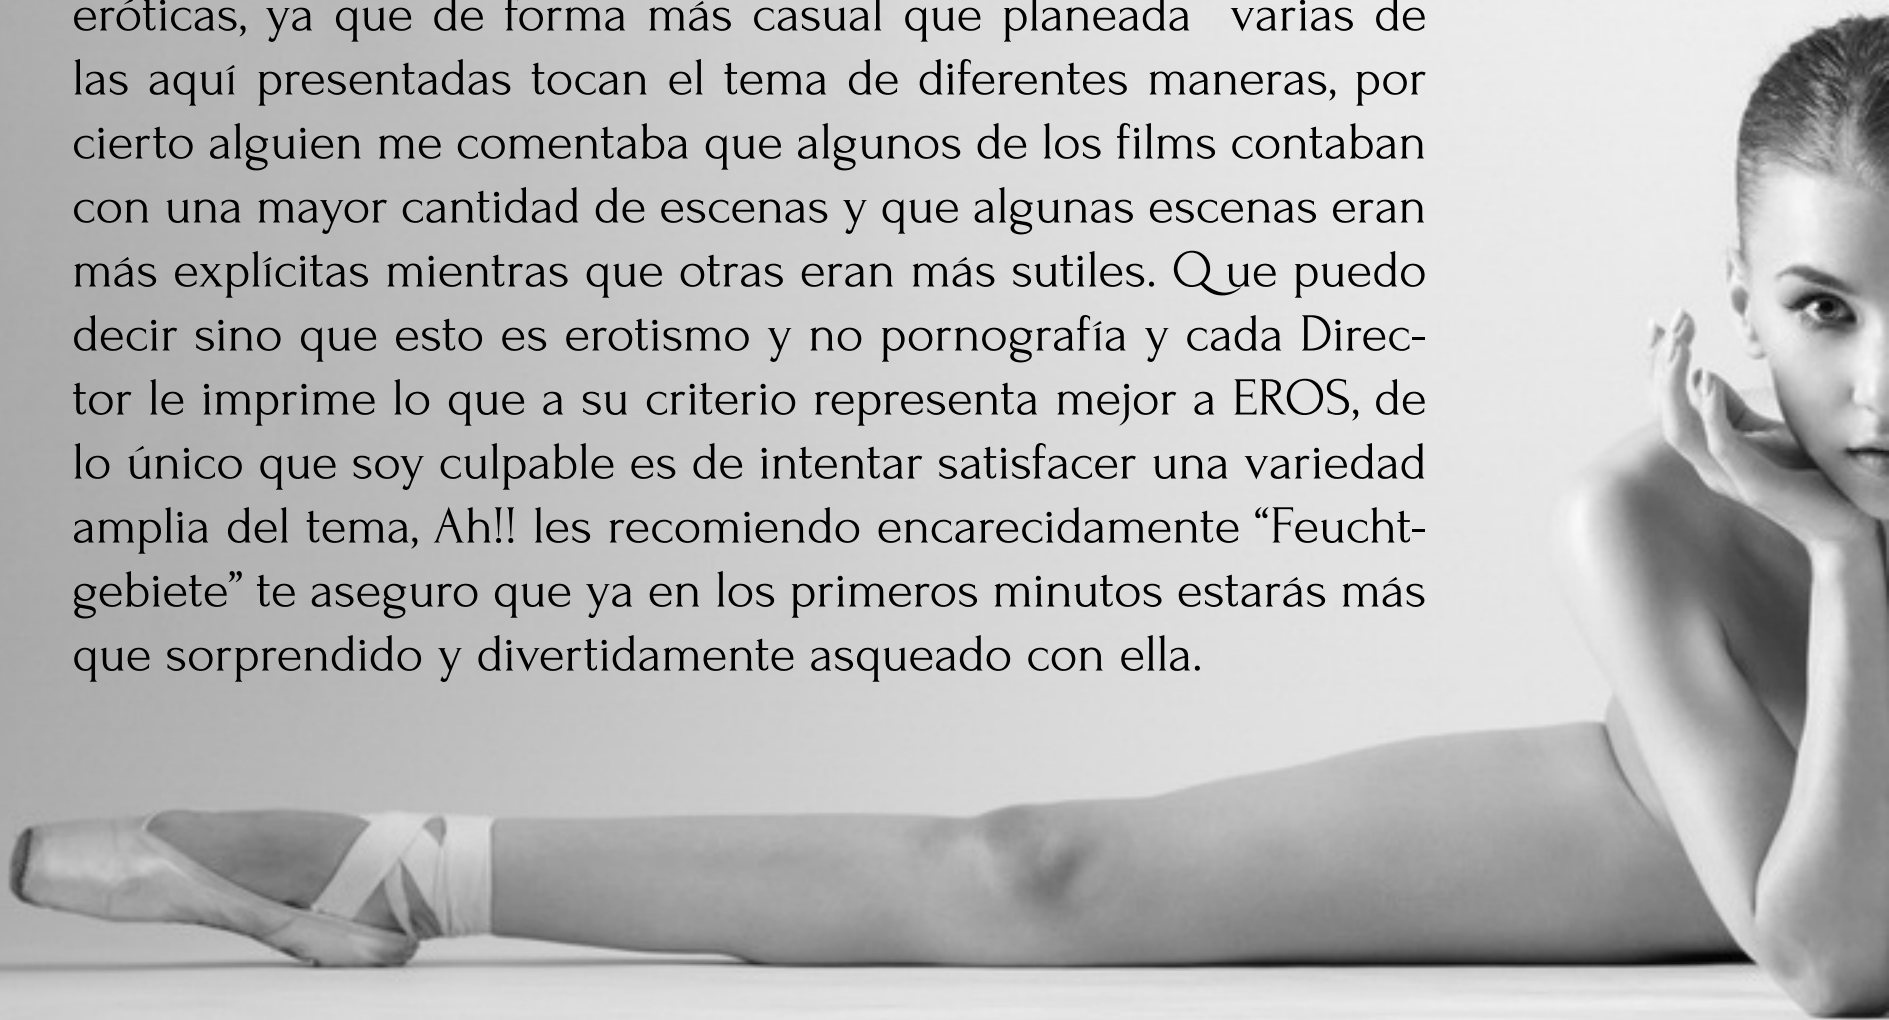 eróticas, ya que de forma más casual que planeada varias de
las aquí presentadas tocan el tema de diferentes maneras, por
cierto alguien me comentaba que algunos de los films contaban
con una mayor cantidad de escenas y que algunas escenas eran
más explícitas mientras que otras eran más sutiles. Que puedo
decir sino que esto es erotismo y no pornografía y cada Direc-
tor le imprime lo que a su criterio representa mejor a EROS, de
lo único que soy culpable es de intentar satisfacer una variedad
amplia del tema, Ah!! les recomiendo encarecidamente “Feucht-
gebiete” te aseguro que ya en los primeros minutos estarás más
que sorprendido y divertidamente asqueado con ella.